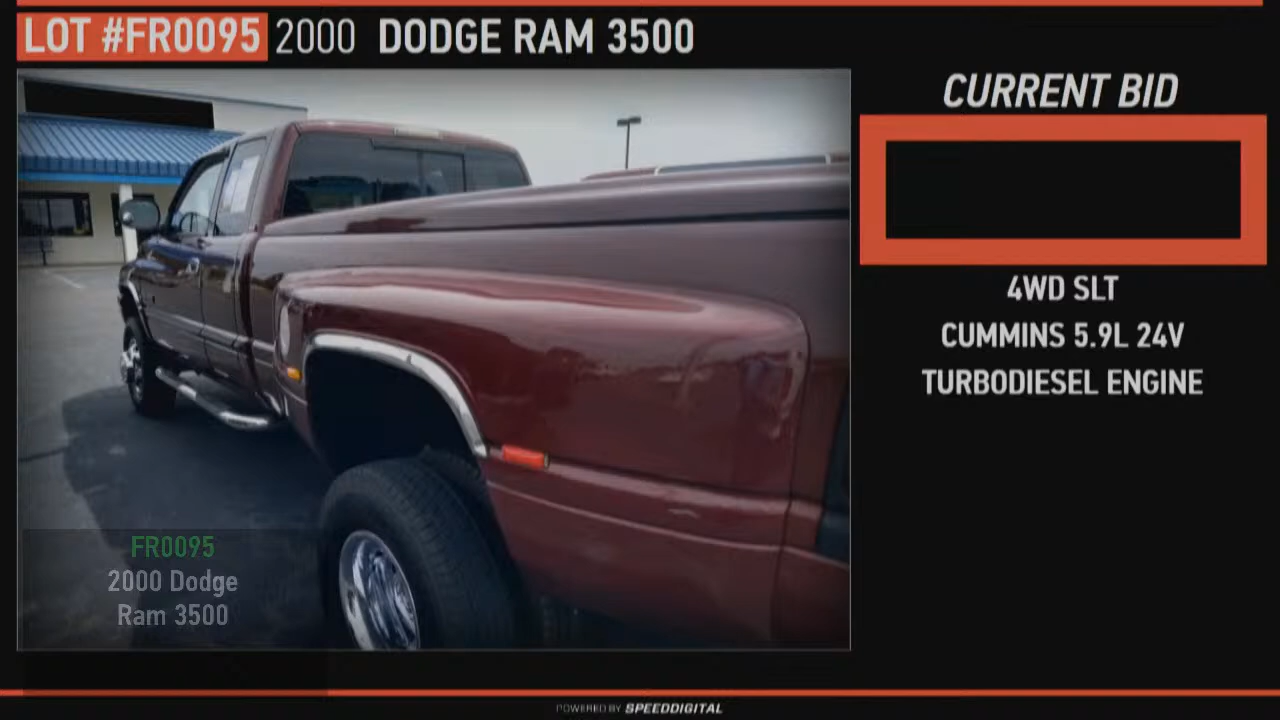 LOT #FR0095 2000 DODGE RAM 3500
CURRENT BID
4WD SLT
CUMMINS 5.9L 24V
TURBODIESEL ENGINE
FR0095
2000 Dodge
Ram 3500
POWERED BY SPEEDDIGITAL